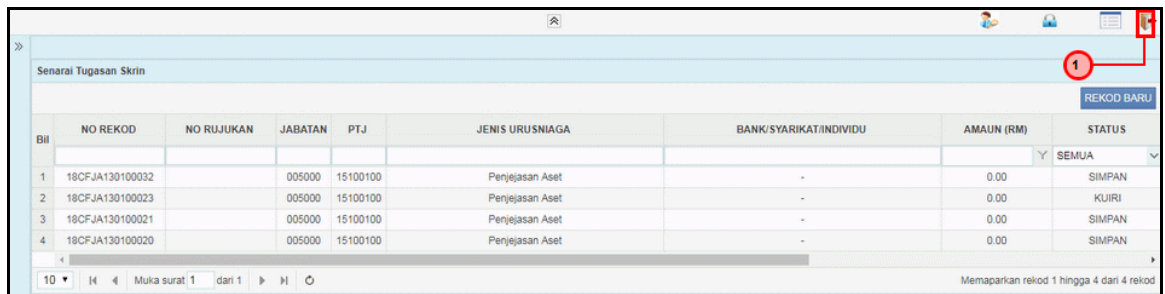 1
Senarai Tugasan Skrin
REKOD BARU
Bil NO REKOD NO RUJUKAN JABATAN PTJ JENIS URUSNIAGA BANK/SYARIKAT/INDIVIDU AMAUN (RM) STATUS
SEMUA
1 18CFJA130100032 005000 15100100 Penjejasan Aset - 0.00 SIMPAN
2 18CFJA130100023 005000 15100100 Penjejasan Aset - 0.00 KUIRI
3 18CFJA130100021 005000 15100100 Penjejasan Aset - 0.00 SIMPAN
4 18CFJA130100020 005000 15100100 Penjejasan Aset - 0.00 SIMPAN
10 Muka surat 1 dari 1 Memaparkan rekod 1 hingga 4 dari 4 rekod